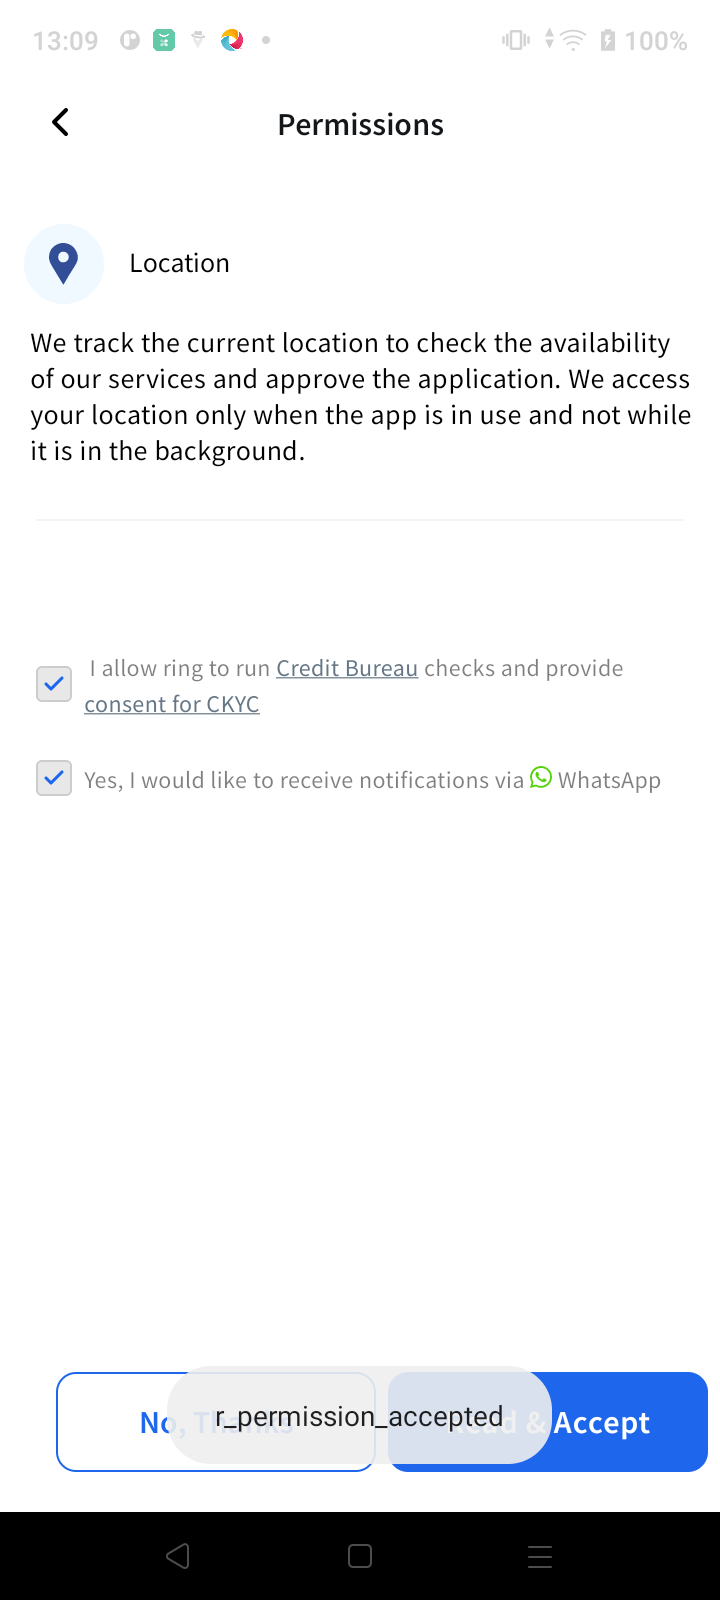 13:09
100%
Permissions
Location
We track the current location to check the availability
of our services and approve the application. We access
your location only when the app is in use and not while
it is in the background.
I allow ring to run Credit Bureau checks and provide
consent for CKYC
Yes, I would like to receive notifications via WhatsApp
No, Thanks
r_permission_accepted
Read & Accept